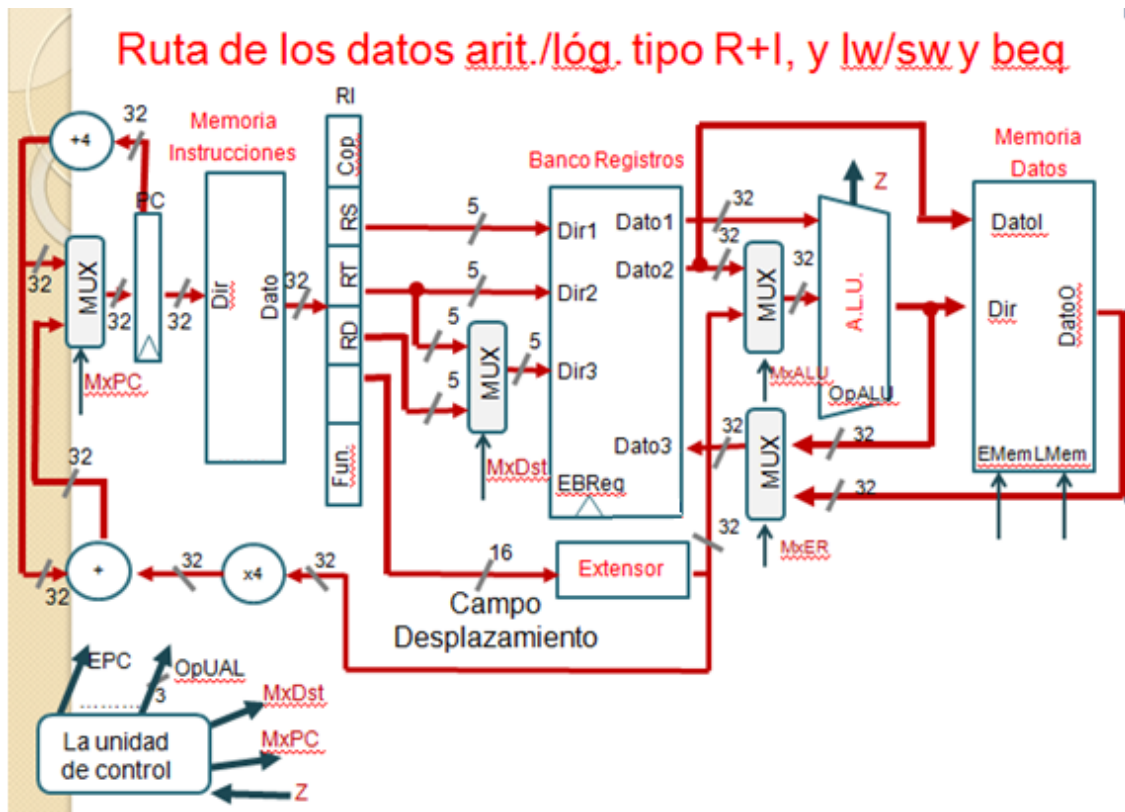 Ruta de los datos arit./lóg. tipo R+I, y lw/sw y beq
RI
32
+4
Memoria
Instrucciones
PC
Cop
RS
RT
RD
Fun.
Banco Registros
Memoria
Datos
Z
5
5
5
5
5
Dir1
Dir2
Dir3
Dato1
Dato2
Dato3
EBReg
32
32
32
MUX
A.L.U.
DatoI
Dir
DatoO
32
MUX
32
32
Dir
Dato
32
MUX
MxPC
MxDst
MxALU
OpALU
32
MUX
32
32
EMem
LMem
MxER
32
32
+
32
32
x4
32
16
Extensor
32
Campo
Desplazamiento
EPC
OpUAL
3
............
MxDst
MxPC
La unidad
de control
Z